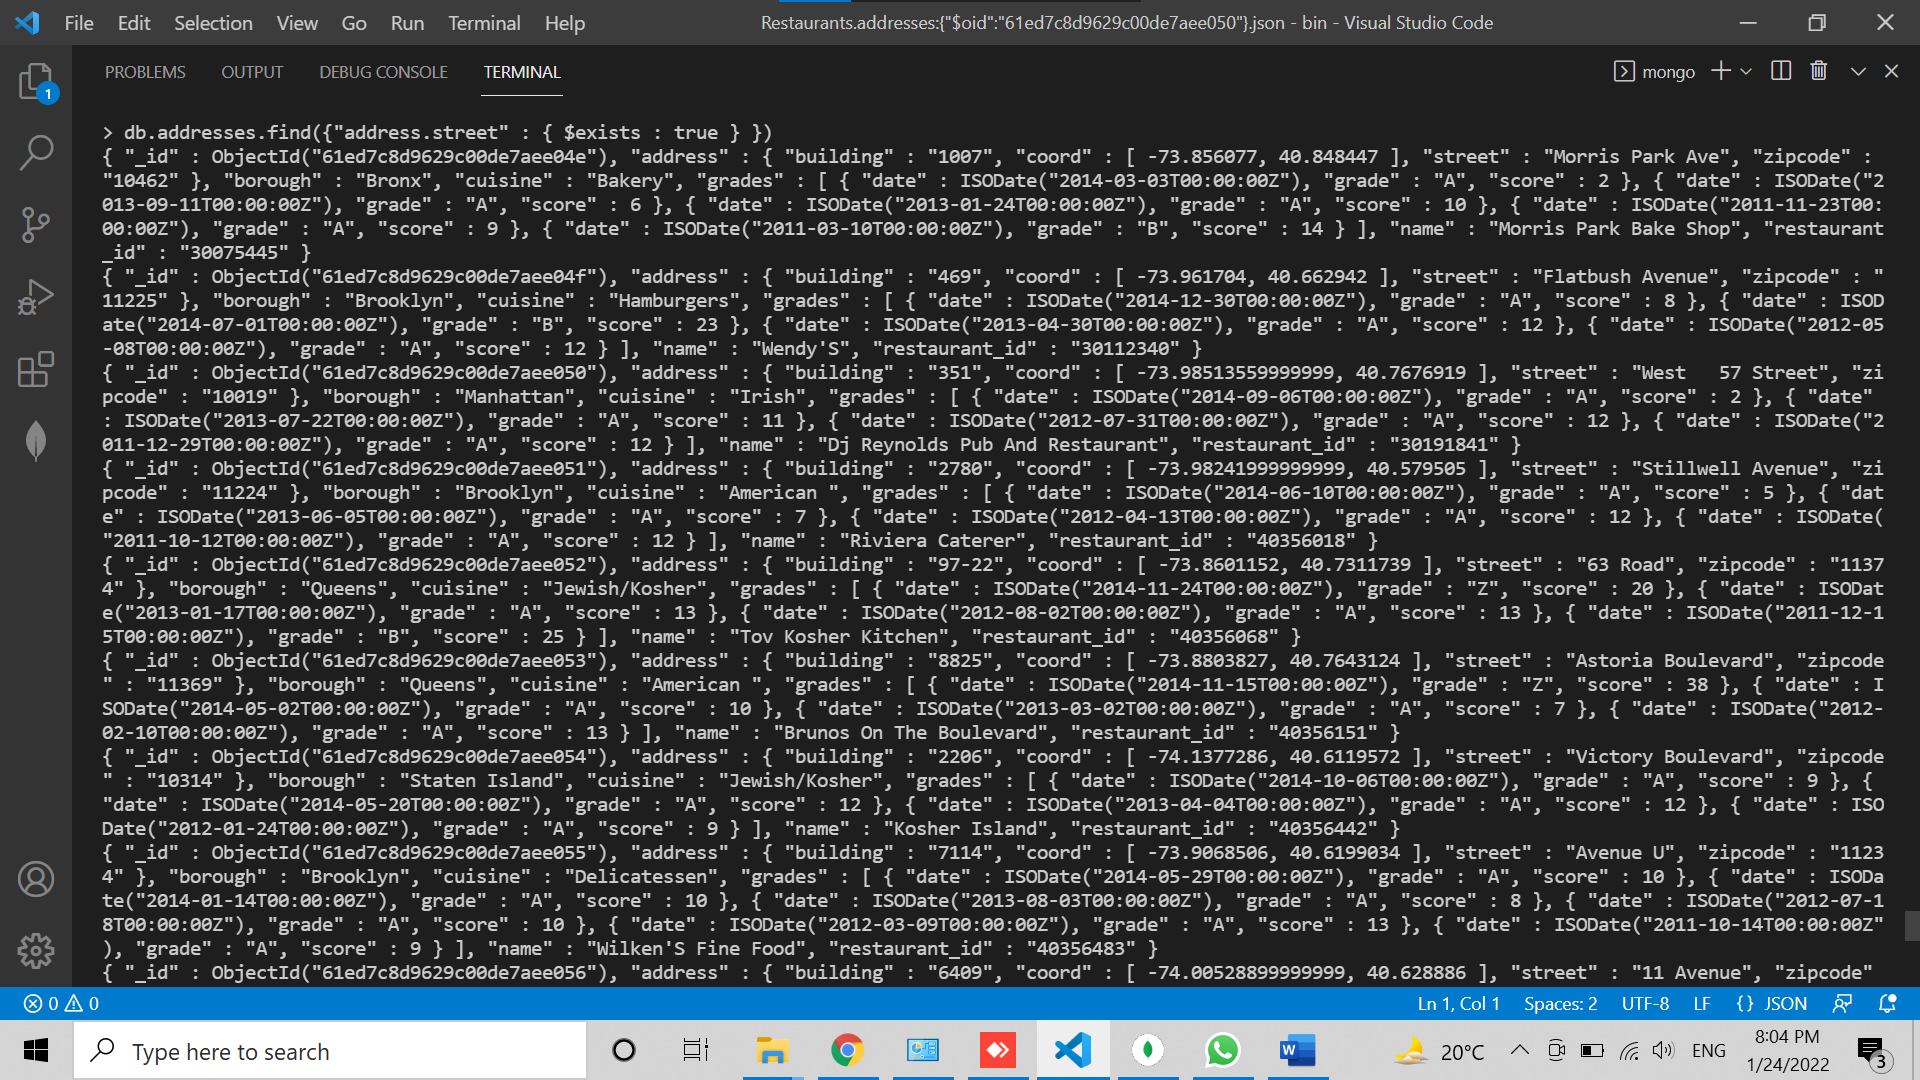 File Edit Selection View Go Run Terminal Help Restaurants.addresses:{"$oid":"61ed7c8d9629c00de7aee050"}.json - bin - Visual Studio Code
PROBLEMS OUTPUT DEBUG CONSOLE TERMINAL mongo
1
> db.addresses.find({"address.street" : { $exists : true } })
{ "_id" : ObjectId("61ed7c8d9629c00de7aee04e"), "address" : { "building" : "1007", "coord" : [ -73.856077, 40.848447 ], "street" : "Morris Park Ave", "zipcode" :
"10462" }, "borough" : "Bronx", "cuisine" : "Bakery", "grades" : [ { "date" : ISODate("2014-03-03T00:00:00Z"), "grade" : "A", "score" : 2 }, { "date" : ISODate("2
013-09-11T00:00:00Z"), "grade" : "A", "score" : 6 }, { "date" : ISODate("2013-01-24T00:00:00Z"), "grade" : "A", "score" : 10 }, { "date" : ISODate("2011-11-23T00:
00:00Z"), "grade" : "A", "score" : 9 }, { "date" : ISODate("2011-03-10T00:00:00Z"), "grade" : "B", "score" : 14 } ], "name" : "Morris Park Bake Shop", "restaurant
_id" : "30075445" }
{ "_id" : ObjectId("61ed7c8d9629c00de7aee04f"), "address" : { "building" : "469", "coord" : [ -73.961704, 40.662942 ], "street" : "Flatbush Avenue", "zipcode" : "
11225" }, "borough" : "Brooklyn", "cuisine" : "Hamburgers", "grades" : [ { "date" : ISODate("2014-12-30T00:00:00Z"), "grade" : "A", "score" : 8 }, { "date" : ISOD
ate("2014-07-01T00:00:00Z"), "grade" : "B", "score" : 23 }, { "date" : ISODate("2013-04-30T00:00:00Z"), "grade" : "A", "score" : 12 }, { "date" : ISODate("2012-05
-08T00:00:00Z"), "grade" : "A", "score" : 12 } ], "name" : "Wendy'S", "restaurant_id" : "30112340" }
{ "_id" : ObjectId("61ed7c8d9629c00de7aee050"), "address" : { "building" : "351", "coord" : [ -73.98513559999999, 40.7676919 ], "street" : "West   57 Street", "zi
pcode" : "10019" }, "borough" : "Manhattan", "cuisine" : "Irish", "grades" : [ { "date" : ISODate("2014-09-06T00:00:00Z"), "grade" : "A", "score" : 2 }, { "date"
: ISODate("2013-07-22T00:00:00Z"), "grade" : "A", "score" : 11 }, { "date" : ISODate("2012-07-31T00:00:00Z"), "grade" : "A", "score" : 12 }, { "date" : ISODate("2
011-12-29T00:00:00Z"), "grade" : "A", "score" : 12 } ], "name" : "Dj Reynolds Pub And Restaurant", "restaurant_id" : "30191841" }
{ "_id" : ObjectId("61ed7c8d9629c00de7aee051"), "address" : { "building" : "2780", "coord" : [ -73.98241999999999, 40.579505 ], "street" : "Stillwell Avenue", "zi
pcode" : "11224" }, "borough" : "Brooklyn", "cuisine" : "American ", "grades" : [ { "date" : ISODate("2014-06-10T00:00:00Z"), "grade" : "A", "score" : 5 }, { "dat
e" : ISODate("2013-06-05T00:00:00Z"), "grade" : "A", "score" : 7 }, { "date" : ISODate("2012-04-13T00:00:00Z"), "grade" : "A", "score" : 12 }, { "date" : ISODate(
"2011-10-12T00:00:00Z"), "grade" : "A", "score" : 12 } ], "name" : "Riviera Caterer", "restaurant_id" : "40356018" }
{ "_id" : ObjectId("61ed7c8d9629c00de7aee052"), "address" : { "building" : "97-22", "coord" : [ -73.8601152, 40.7311739 ], "street" : "63 Road", "zipcode" : "1137
4" }, "borough" : "Queens", "cuisine" : "Jewish/Kosher", "grades" : [ { "date" : ISODate("2014-11-24T00:00:00Z"), "grade" : "Z", "score" : 20 }, { "date" : ISODat
e("2013-01-17T00:00:00Z"), "grade" : "A", "score" : 13 }, { "date" : ISODate("2012-08-02T00:00:00Z"), "grade" : "A", "score" : 13 }, { "date" : ISODate("2011-12-1
5T00:00:00Z"), "grade" : "B", "score" : 25 } ], "name" : "Tov Kosher Kitchen", "restaurant_id" : "40356068" }
{ "_id" : ObjectId("61ed7c8d9629c00de7aee053"), "address" : { "building" : "8825", "coord" : [ -73.8803827, 40.7643124 ], "street" : "Astoria Boulevard", "zipcode
" : "11369" }, "borough" : "Queens", "cuisine" : "American ", "grades" : [ { "date" : ISODate("2014-11-15T00:00:00Z"), "grade" : "Z", "score" : 38 }, { "date" : I
SODate("2014-05-02T00:00:00Z"), "grade" : "A", "score" : 10 }, { "date" : ISODate("2013-03-02T00:00:00Z"), "grade" : "A", "score" : 7 }, { "date" : ISODate("2012-
02-10T00:00:00Z"), "grade" : "A", "score" : 13 } ], "name" : "Brunos On The Boulevard", "restaurant_id" : "40356151" }
{ "_id" : ObjectId("61ed7c8d9629c00de7aee054"), "address" : { "building" : "2206", "coord" : [ -74.1377286, 40.6119572 ], "street" : "Victory Boulevard", "zipcode
" : "10314" }, "borough" : "Staten Island", "cuisine" : "Jewish/Kosher", "grades" : [ { "date" : ISODate("2014-10-06T00:00:00Z"), "grade" : "A", "score" : 9 }, {
"date" : ISODate("2014-05-20T00:00:00Z"), "grade" : "A", "score" : 12 }, { "date" : ISODate("2013-04-04T00:00:00Z"), "grade" : "A", "score" : 12 }, { "date" : ISO
Date("2012-01-24T00:00:00Z"), "grade" : "A", "score" : 9 } ], "name" : "Kosher Island", "restaurant_id" : "40356442" }
{ "_id" : ObjectId("61ed7c8d9629c00de7aee055"), "address" : { "building" : "7114", "coord" : [ -73.9068506, 40.6199034 ], "street" : "Avenue U", "zipcode" : "1123
4" }, "borough" : "Brooklyn", "cuisine" : "Delicatessen", "grades" : [ { "date" : ISODate("2014-05-29T00:00:00Z"), "grade" : "A", "score" : 10 }, { "date" : ISODa
te("2014-01-14T00:00:00Z"), "grade" : "A", "score" : 10 }, { "date" : ISODate("2013-08-03T00:00:00Z"), "grade" : "A", "score" : 8 }, { "date" : ISODate("2012-07-1
8T00:00:00Z"), "grade" : "A", "score" : 10 }, { "date" : ISODate("2012-03-09T00:00:00Z"), "grade" : "A", "score" : 13 }, { "date" : ISODate("2011-10-14T00:00:00Z"
), "grade" : "A", "score" : 9 } ], "name" : "Wilken'S Fine Food", "restaurant_id" : "40356483" }
{ "_id" : ObjectId("61ed7c8d9629c00de7aee056"), "address" : { "building" : "6409", "coord" : [ -74.00528899999999, 40.628886 ], "street" : "11 Avenue", "zipcode"
0 0 Ln 1, Col 1 Spaces: 2 UTF-8 LF {} JSON
Type here to search W 20°C ENG 8:04 PM
1/24/2022 3